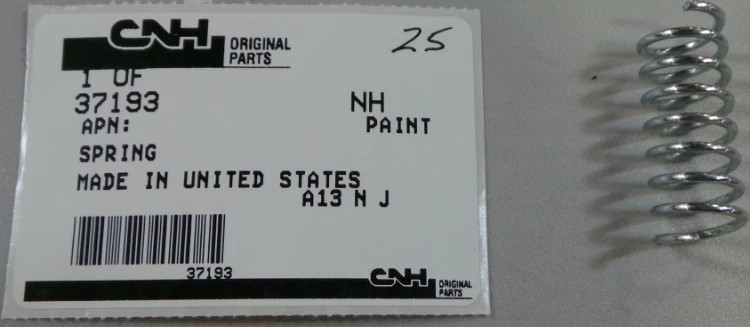 CNH ORIGINAL PARTS
25
1 OF
37193 NH
APN: PAINT
SPRING
MADE IN UNITED STATES
A13 N J
37193
CNH ORIGINAL PARTS